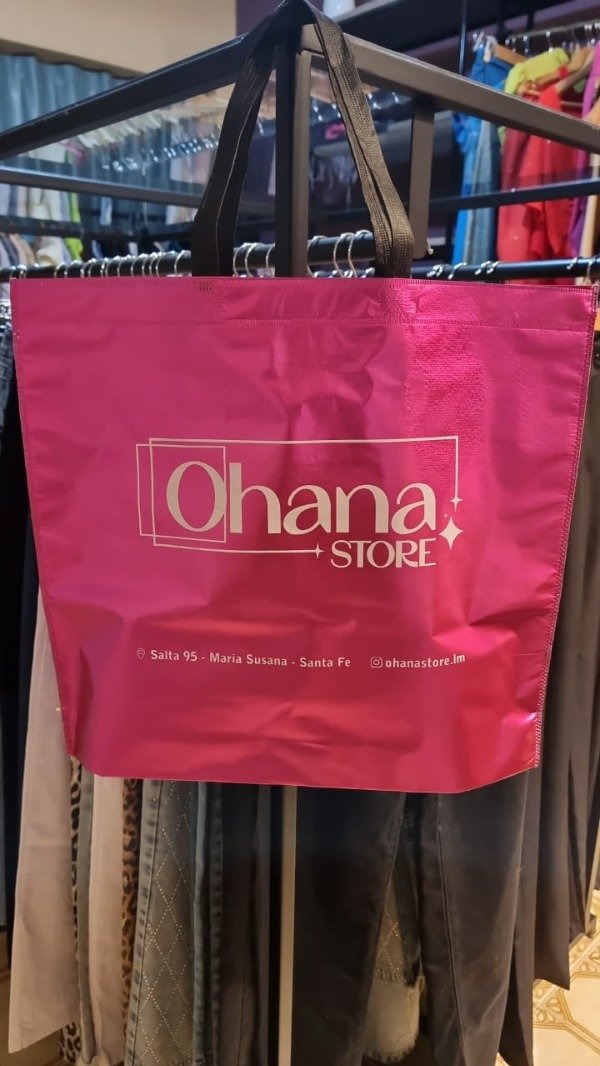 Ohana
STORE
Salta 95 - Maria Susana - Santa Fe
ohanastore.lm